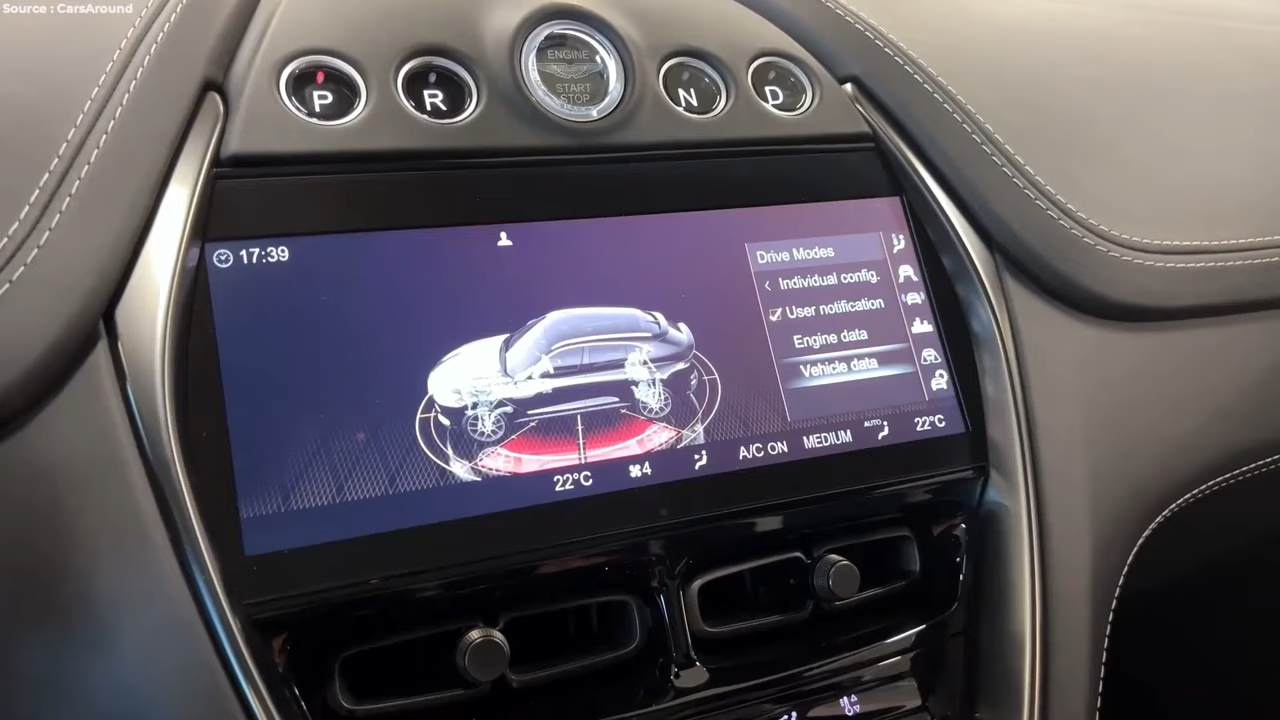 Source : CarsAround
ENGINE
START
STOP
P
R
N
D
17:39
Drive Modes
Individual config.
User notification
Engine data
Vehicle data
22°C
4
A/C ON
MEDIUM
AUTO
22°C